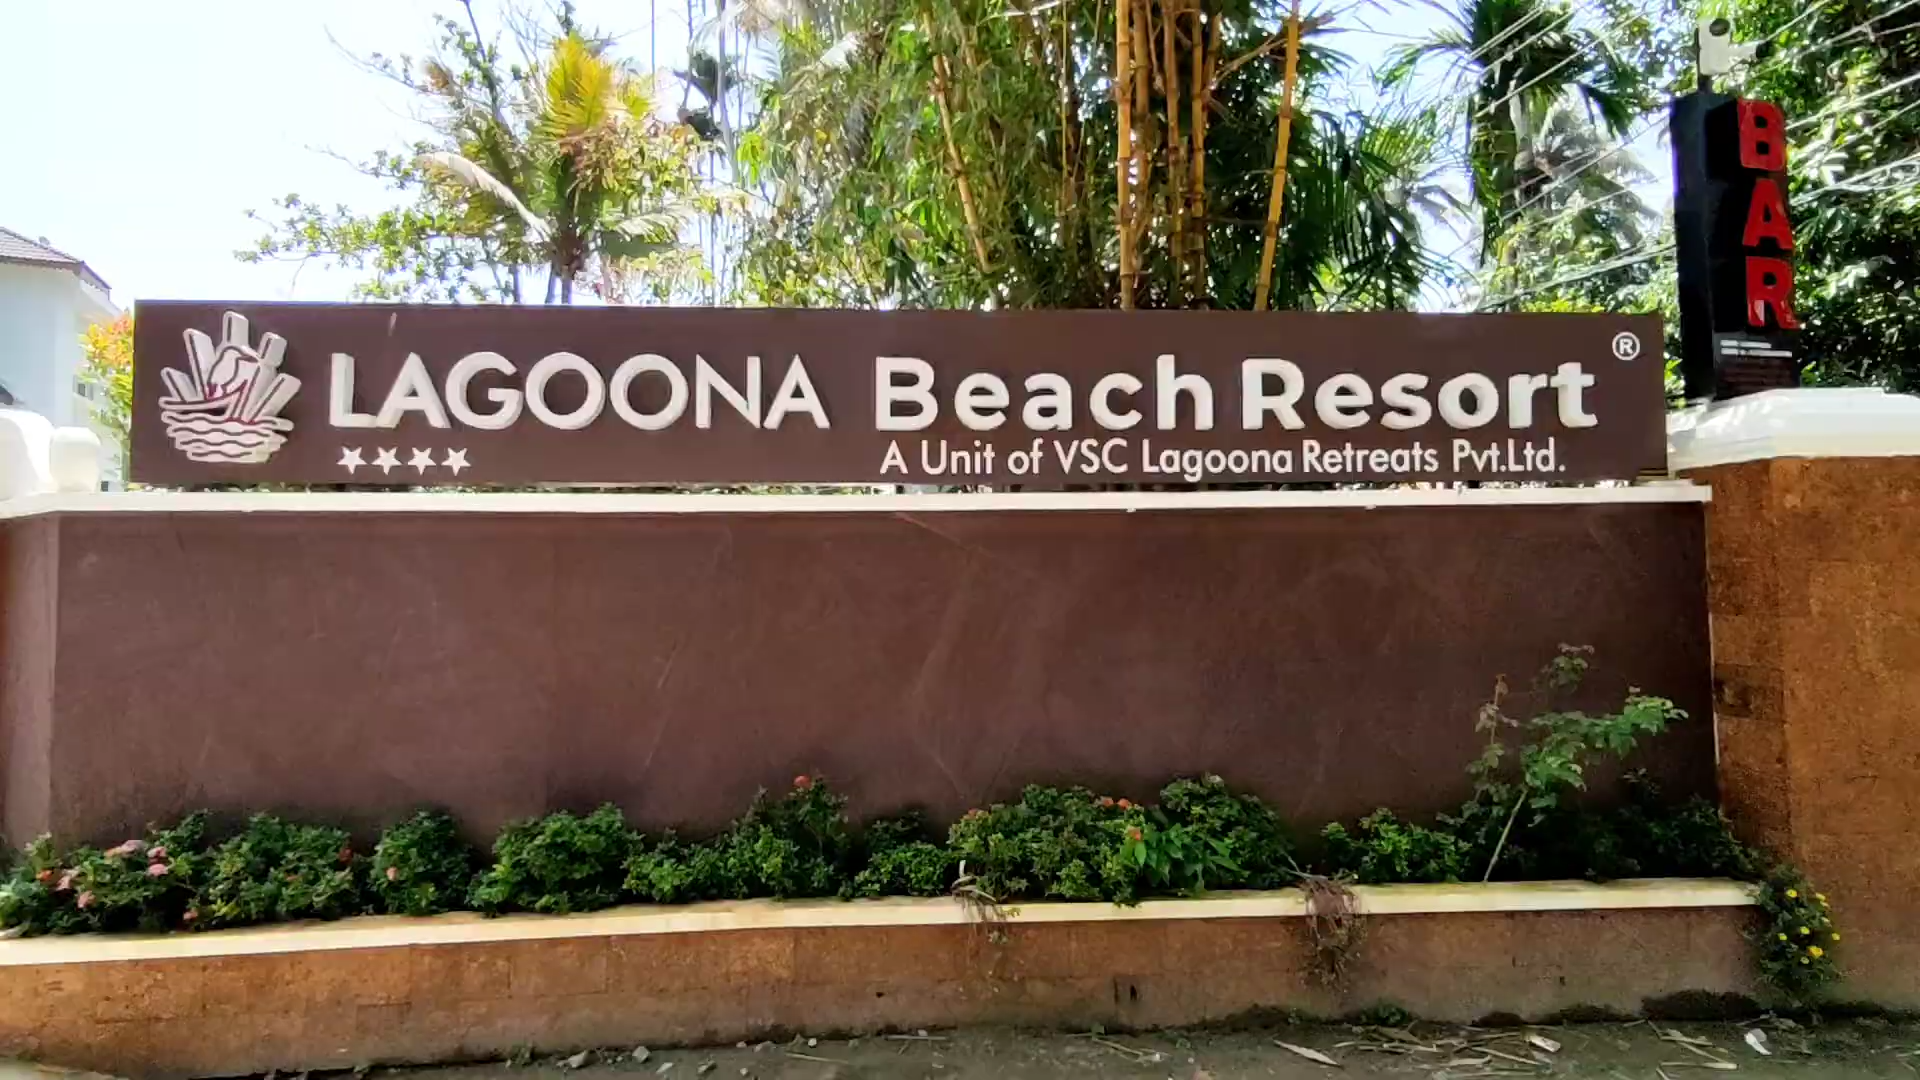 LAGOONA Beach Resort ®
A Unit of VSC Lagoona Retreats Pvt.Ltd.
BAR